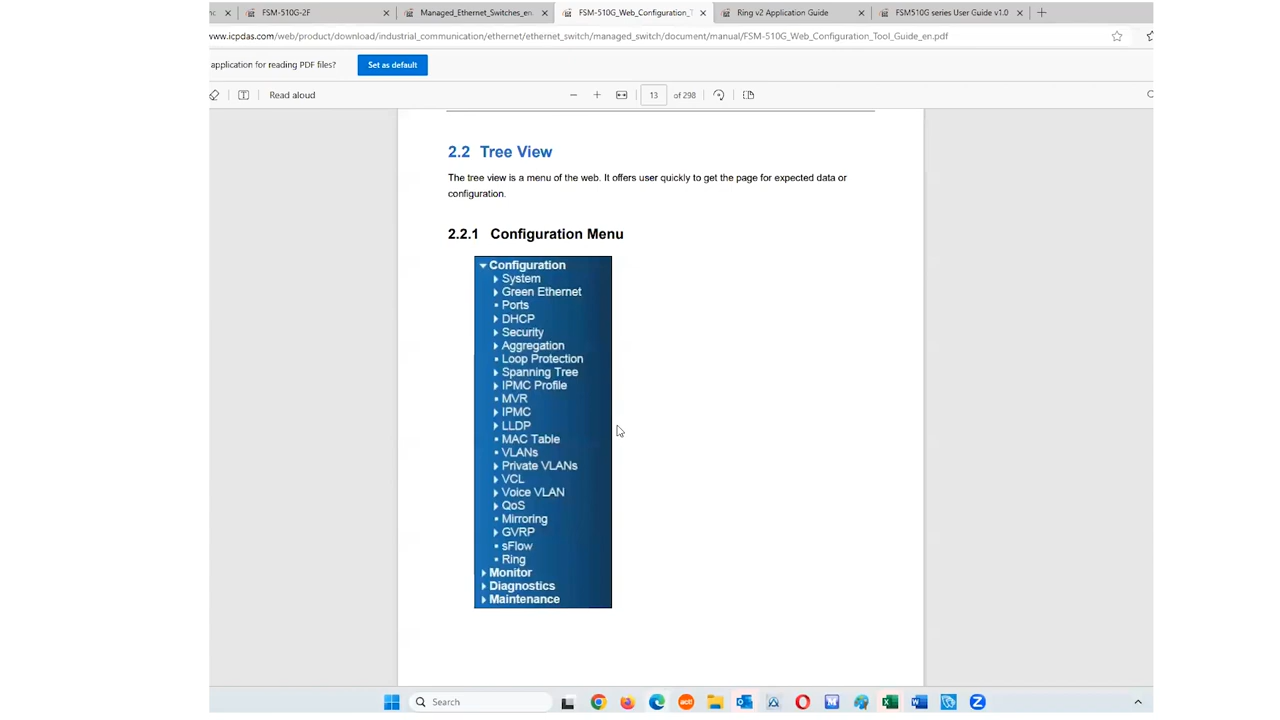 FSM-510G-2F
Managed_Ethernet_Switches_en.
FSM-510G_Web_Configuration_T
Ring v2 Application Guide
FSM510G series User Guide v1.0
www.icpdas.com/web/product/download/industrial_communication/ethernet/ethernet_switch/managed_switch/document/manual/FSM-510G_Web_Configuration_Tool_Guide_en.pdf
application for reading PDF files?
Set as default
Read aloud
13 of 298
2.2 Tree View
The tree view is a menu of the web. It offers user quickly to get the page for expected data or
configuration.
2.2.1 Configuration Menu
Configuration
System
Green Ethernet
Ports
DHCP
Security
Aggregation
Loop Protection
Spanning Tree
IPMC Profile
MVR
IPMC
LLDP
MAC Table
VLANs
Private VLANs
VCL
Voice VLAN
QoS
Mirroring
GVRP
sFlow
Ring
Monitor
Diagnostics
Maintenance
Search
act!